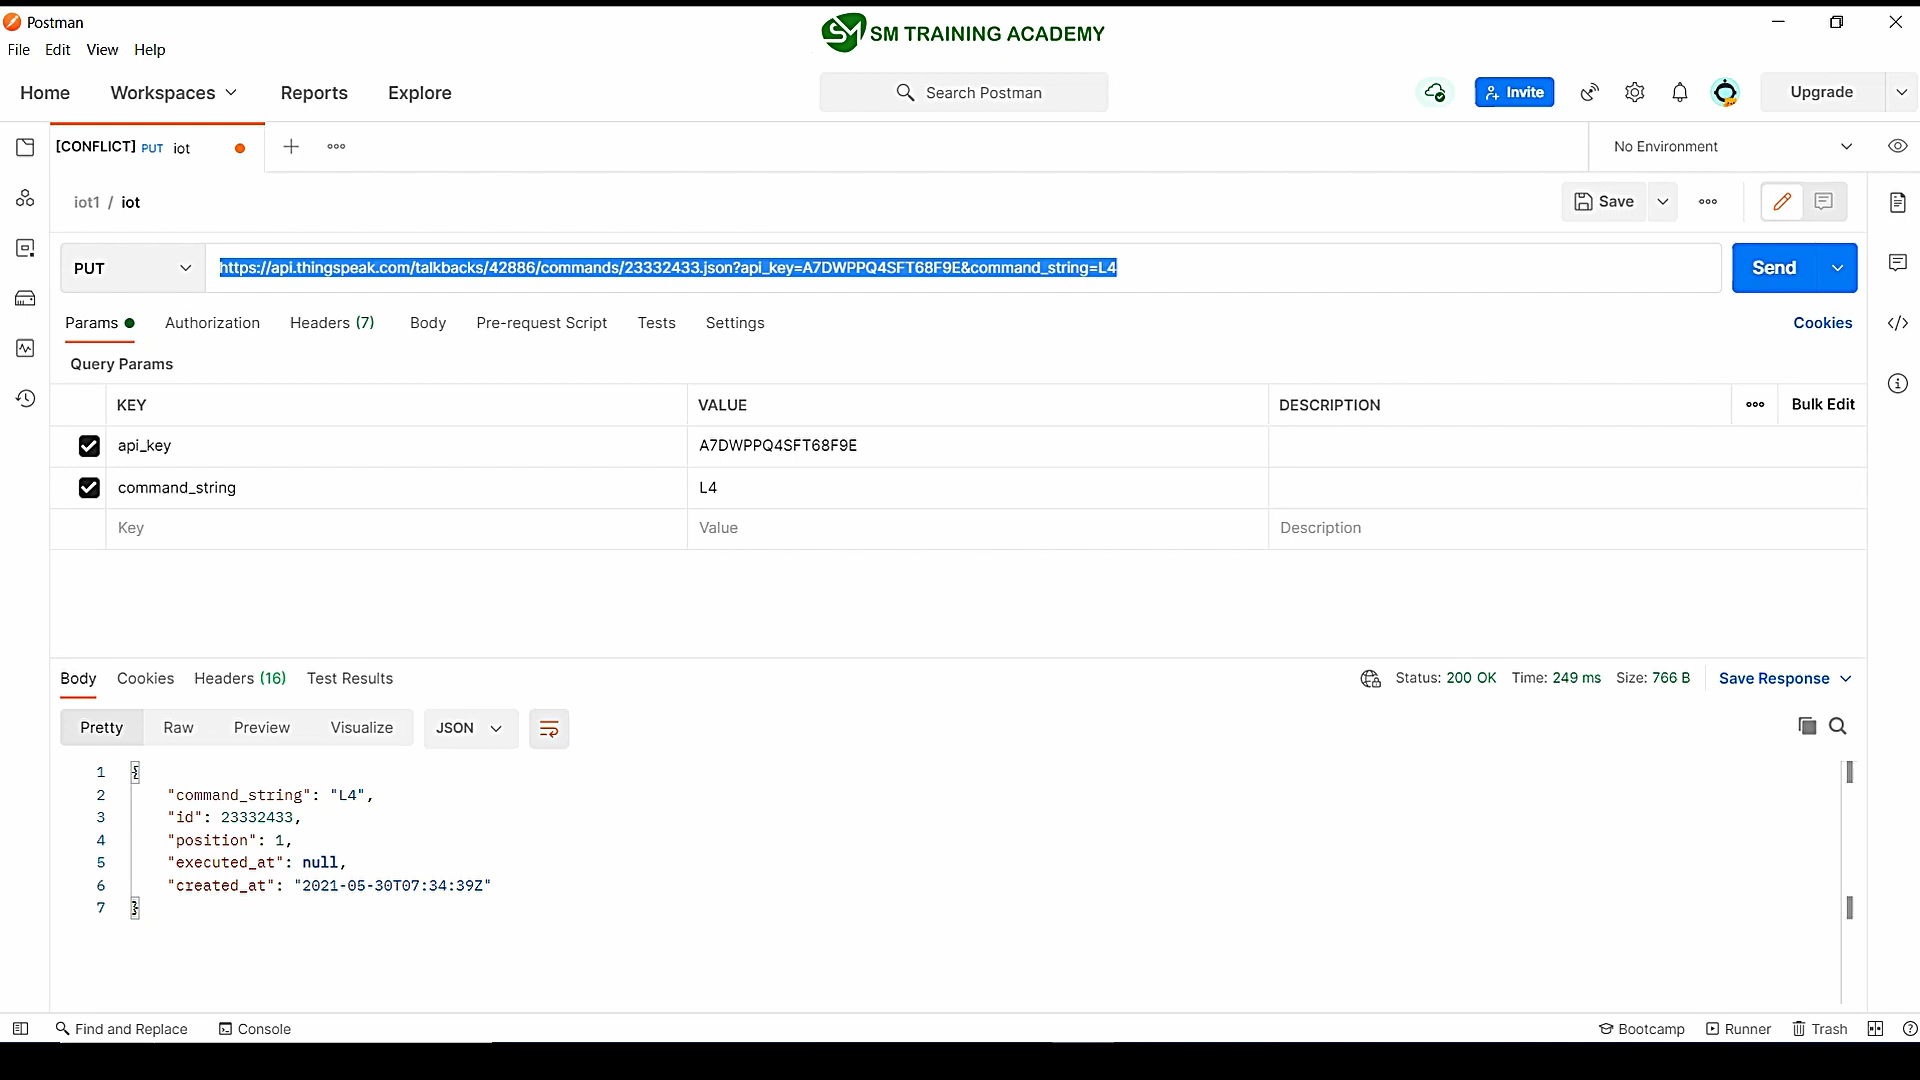 Postman
SM TRAINING ACADEMY
File Edit View Help
Home Workspaces Reports Explore Search Postman Invite Upgrade
[CONFLICT] PUT iot No Environment
iot1 / iot Save
PUT https://api.thingspeak.com/talkbacks/42886/commands/23332433.json?api_key=A7DWPPQ4SFT68F9E&command_string=L4 Send
Params Authorization Headers (7) Body Pre-request Script Tests Settings Cookies
Query Params
KEY VALUE DESCRIPTION Bulk Edit
api_key A7DWPPQ4SFT68F9E
command_string L4
Key Value Description
Body Cookies Headers (16) Test Results Status: 200 OK Time: 249 ms Size: 766 B Save Response
Pretty Raw Preview Visualize JSON
1 {
2 "command_string": "L4",
3 "id": 23332433,
4 "position": 1,
5 "executed_at": null,
6 "created_at": "2021-05-30T07:34:39Z"
7 }
Find and Replace Console Bootcamp Runner Trash